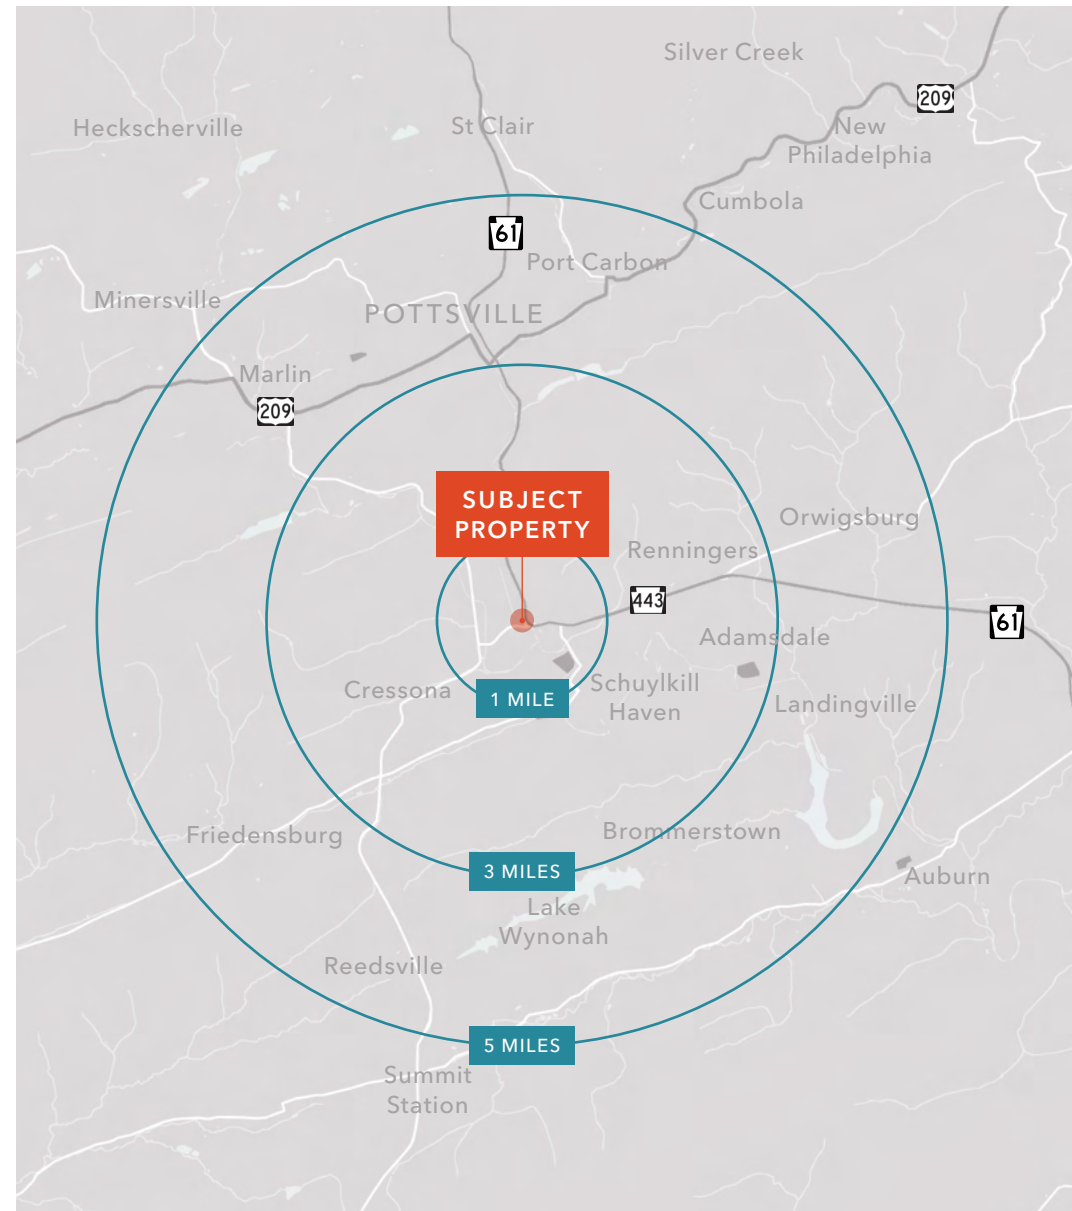 Silver Creek
209
Heckscherville
St Clair
New
Philadelphia
Cumbola
61
Port Carbon
Minersville
POTTSVILLE
Marlin
209
SUBJECT
PROPERTY
Orwigsburg
Renningers
443
61
Adamsdale
Cressona
1 MILE
Schuylkill
Haven
Landingville
Friedensburg
Brommerstown
3 MILES
Auburn
Lake
Wynonah
Reedsville
5 MILES
Summit
Station